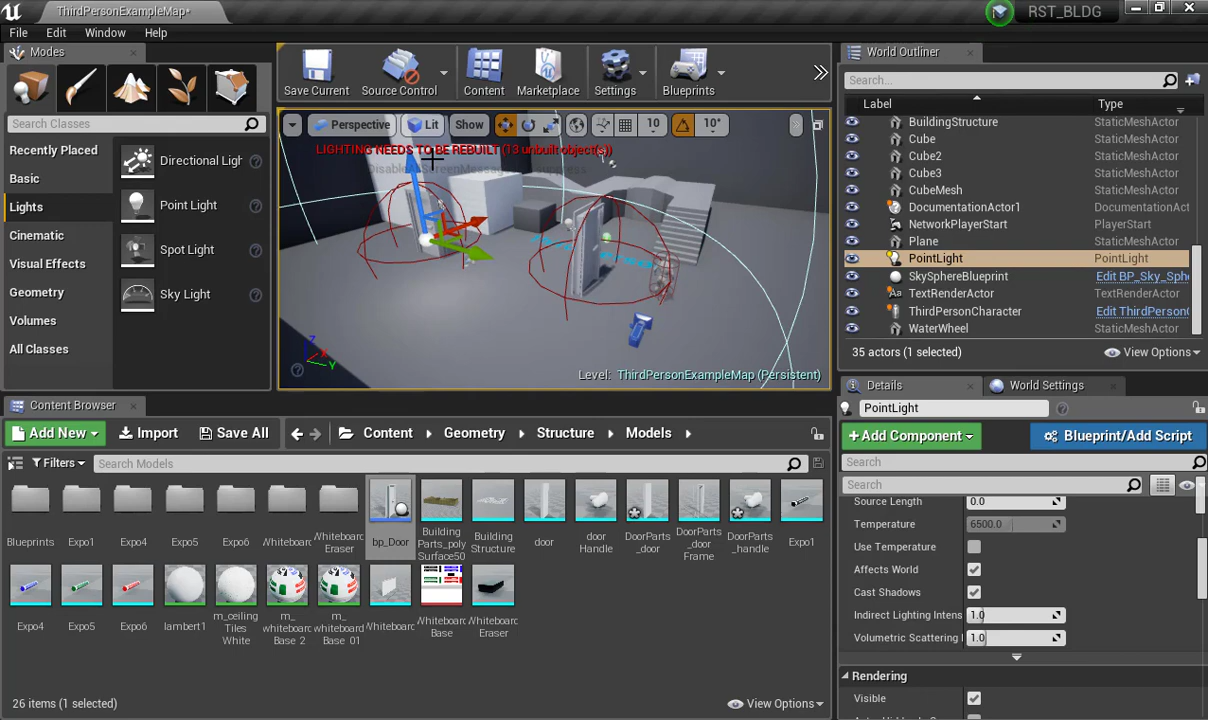 ThirdPersonExampleMap*
RST_BLDG
File Edit Window Help
Modes
Search Classes
Recently Placed
Basic
Lights
Cinematic
Visual Effects
Geometry
Volumes
All Classes
Directional Ligh
Point Light
Spot Light
Sky Light
Save Current
Source Control
Content
Marketplace
Settings
Blueprints
Perspective
Lit
Show
10
10°
LIGHTING NEEDS TO BE REBUILT (13 unbuilt object(s))
Level: ThirdPersonExampleMap (Persistent)
World Outliner
Search...
Label Type
BuildingStructure StaticMeshActor
Cube StaticMeshActor
Cube2 StaticMeshActor
Cube3 StaticMeshActor
CubeMesh StaticMeshActor
DocumentationActor1 DocumentationAct
NetworkPlayerStart PlayerStart
Plane StaticMeshActor
PointLight PointLight
SkySphereBlueprint Edit BP_Sky_Sph
TextRenderActor TextRenderActor
ThirdPersonCharacter Edit ThirdPerson
WaterWheel StaticMeshActor
35 actors (1 selected)
View Options
Content Browser
Add New
Import
Save All
Content
Geometry
Structure
Models
Filters
Search Models
Blueprints
Expo1
Expo4
Expo5
Expo6
Whiteboard
Whiteboard
Eraser
bp_Door
Building
Parts_poly
Surface50
Building
Structure
door
door
Handle
DoorParts_
door
DoorParts_
door
Frame
DoorParts_
handle
Expo1
Expo4
Expo5
Expo6
lambert1
m_ceiling
Tiles
White
m_
whiteboard
Base_2
m_
whiteboard
Base_01
Whiteboard
Whiteboard
Base
Whiteboard
Eraser
26 items (1 selected)
View Options
Details
World Settings
PointLight
Add Component
Blueprint/Add Script
Search
Search
Source Length 0.0
Temperature 6500.0
Use Temperature
Affects World
Cast Shadows
Indirect Lighting Intens 1.0
Volumetric Scattering I 1.0
Rendering
Visible